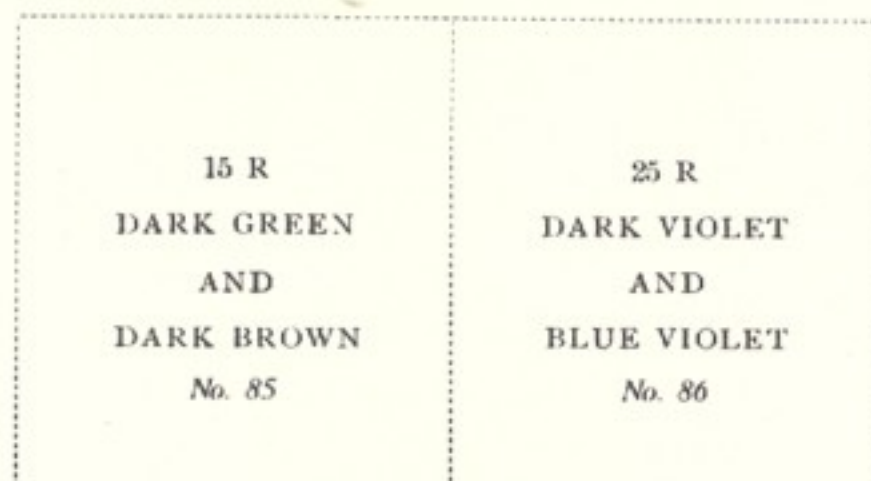 15 R
DARK GREEN
AND
DARK BROWN
No. 85
25 R
DARK VIOLET
AND
BLUE VIOLET
No. 86